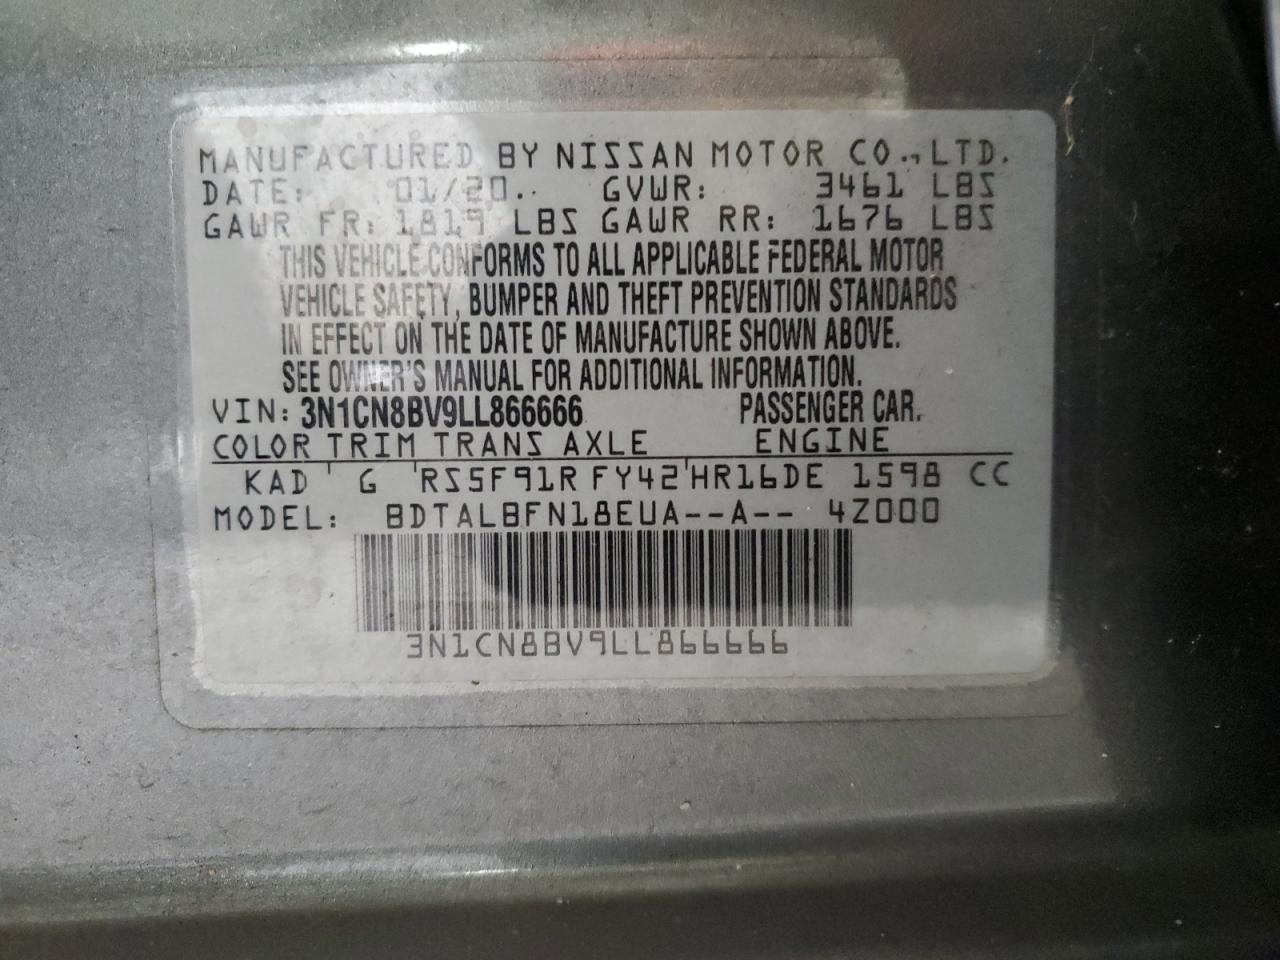 MANUFACTURED BY NISSAN MOTOR CO., LTD.
DATE: 01/20 GVWR: 3461 LBS
GAWR FR: 1819 LBS GAWR RR: 1676 LBS
THIS VEHICLE CONFORMS TO ALL APPLICABLE FEDERAL MOTOR
VEHICLE SAFETY, BUMPER AND THEFT PREVENTION STANDARDS
IN EFFECT ON THE DATE OF MANUFACTURE SHOWN ABOVE.
SEE OWNER'S MANUAL FOR ADDITIONAL INFORMATION.
VIN: 3N1CN8BV9LL866666 PASSENGER CAR.
COLOR TRIM TRANS AXLE ENGINE
KAD ' G 'RS5F91R FY42'HR16DE 1598 CC
MODEL: BDTALBFN18EUA--A-- 4Z000
3N1CN8BV9LL866666